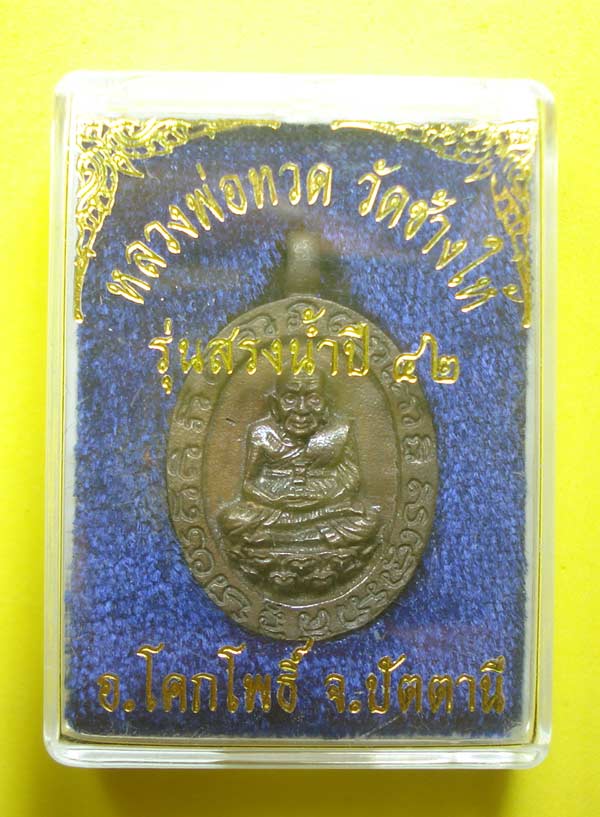 หลวงพ่อทวด วัดช้างให้
รุ่นสรงน้ำปี ๔๒
อ.โคกโพธิ์ จ.ปัตตานี